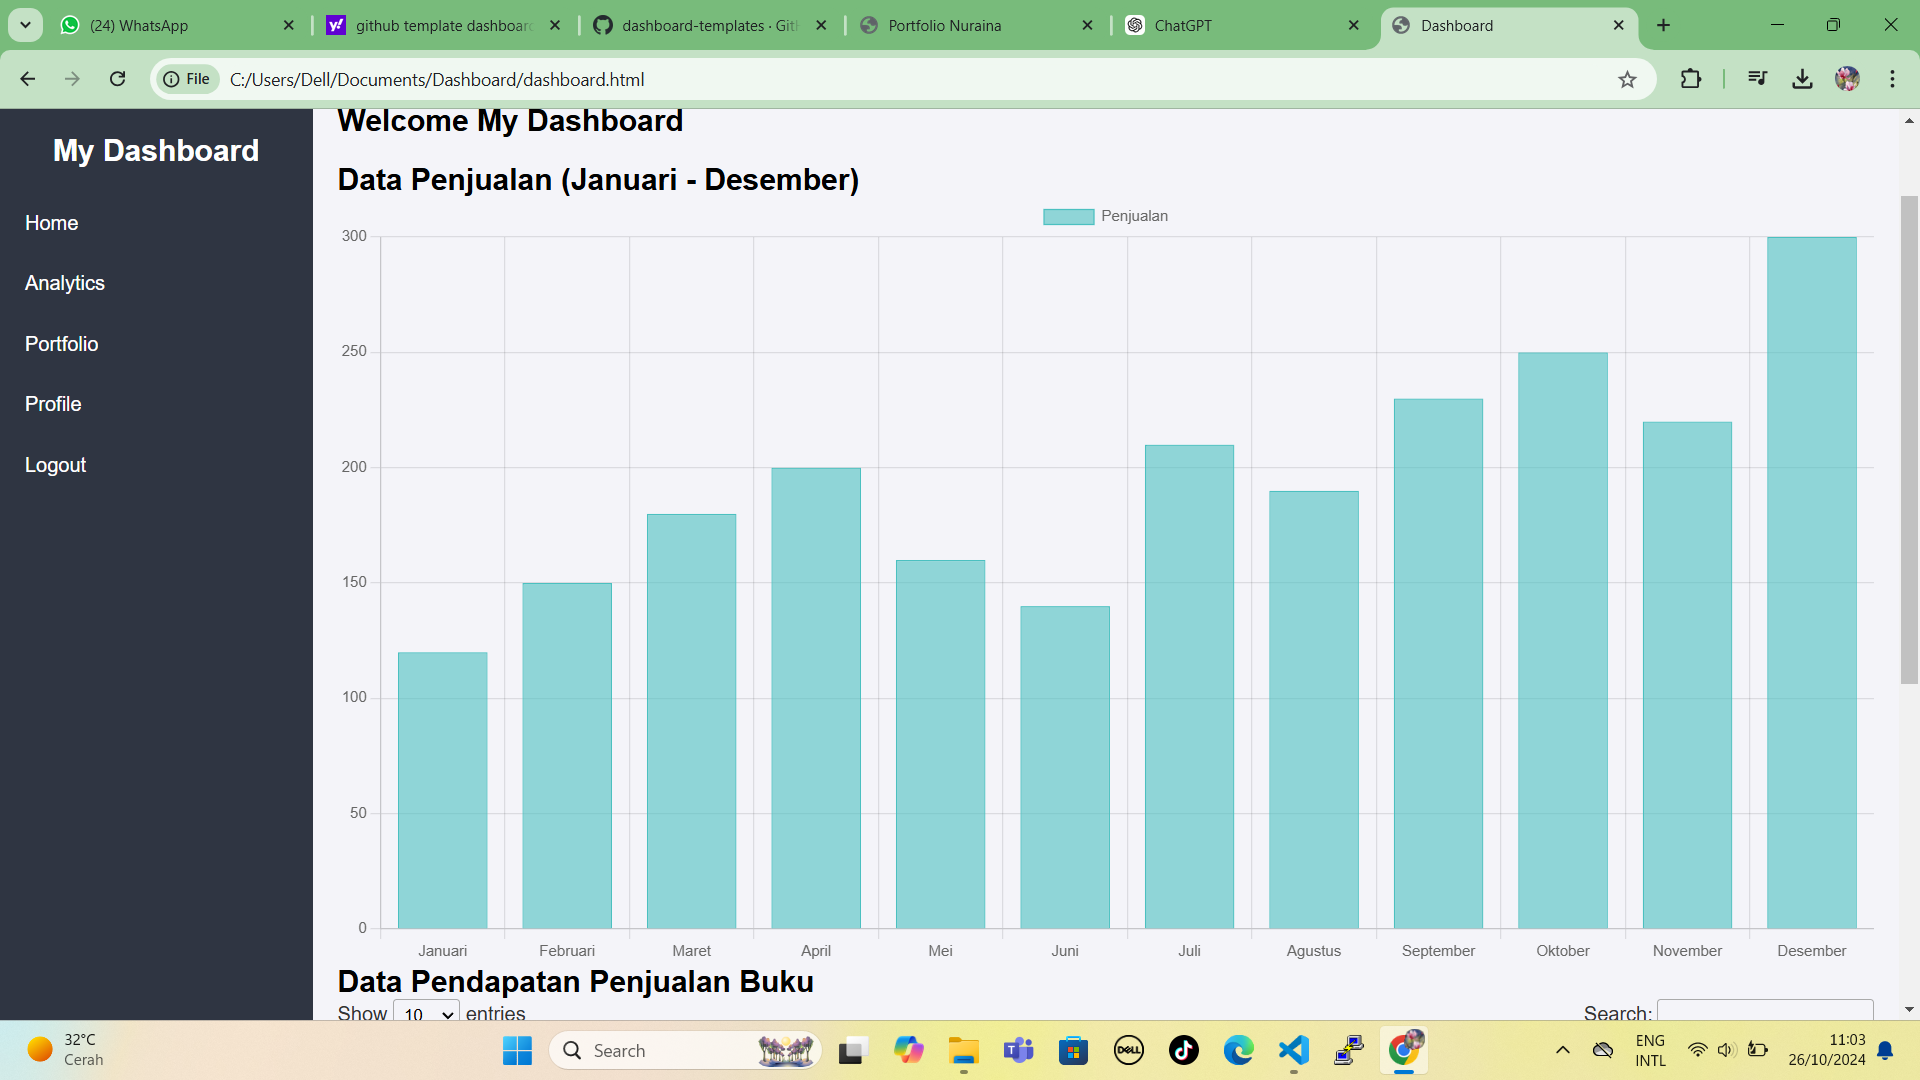 (24) WhatsApp
github template dashboard
dashboard-templates · Git
Portfolio Nuraina
ChatGPT
Dashboard
File
C:/Users/Dell/Documents/Dashboard/dashboard.html
My Dashboard
Home
Analytics
Portfolio
Profile
Logout
Welcome My Dashboard
Data Penjualan (Januari - Desember)
Penjualan
300
250
200
150
100
50
0
Januari Februari Maret April Mei Juni Juli Agustus September Oktober November Desember
Data Pendapatan Penjualan Buku
Show 10 entries
Search:
32°C
Cerah
Search
DELL
ENG
INTL
11:03
26/10/2024